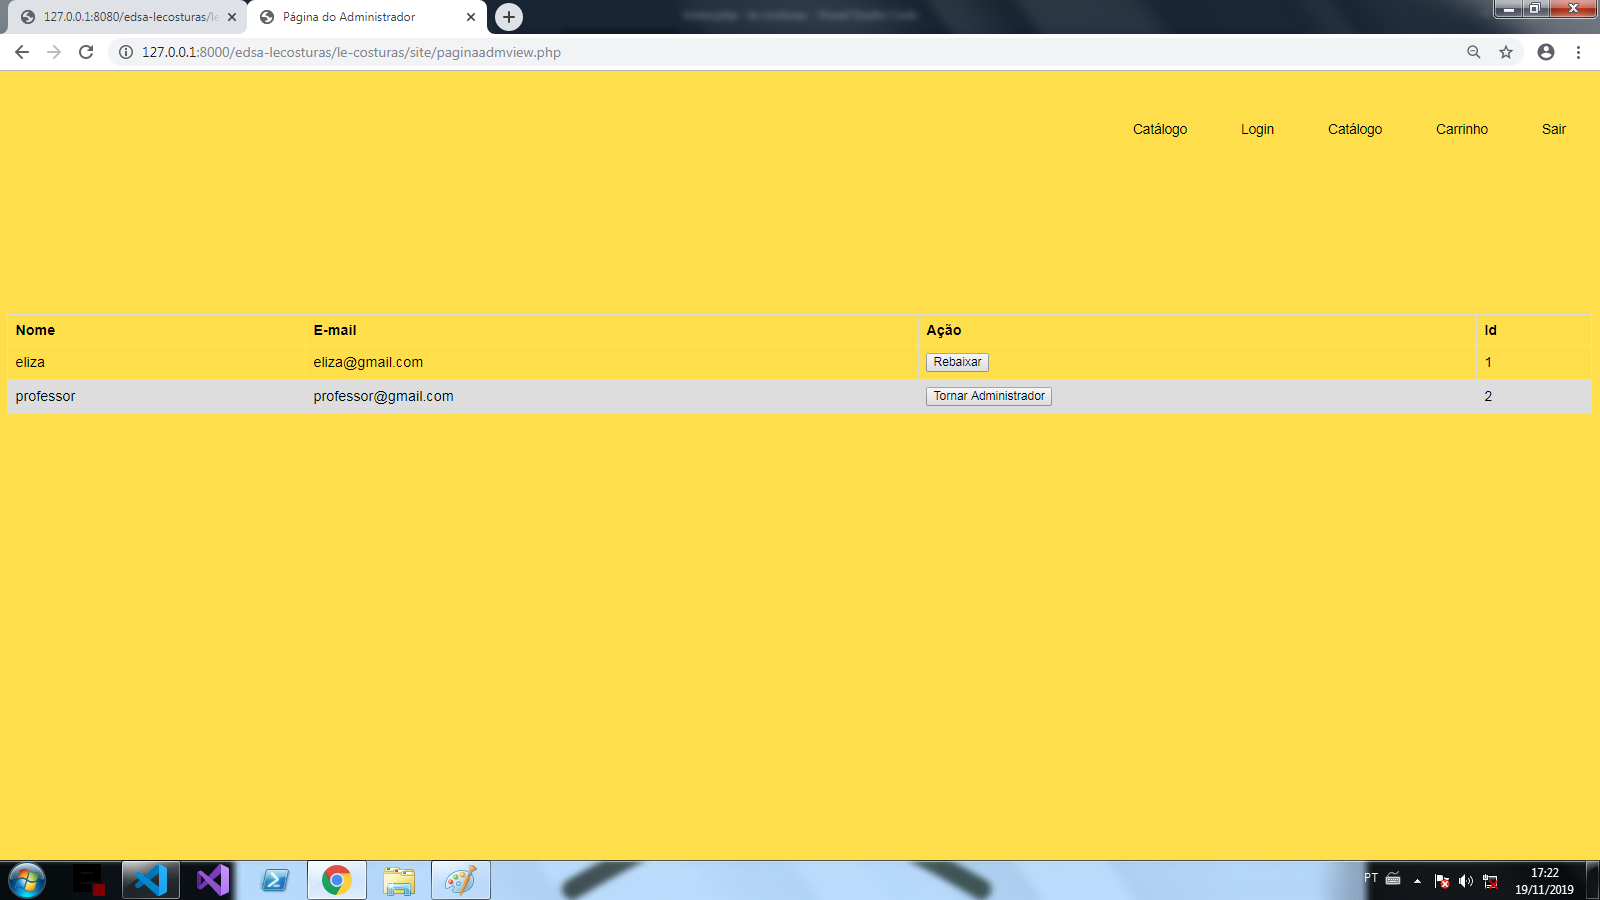 127.0.0.1:8080/edsa-lecosturas/le
Página do Administrador
127.0.0.1:8000/edsa-lecosturas/le-costuras/site/paginaadmview.php
Catálogo Login Catálogo Carrinho Sair
Nome E-mail Ação Id
eliza eliza@gmail.com Rebaixar 1
professor professor@gmail.com Tornar Administrador 2
PT 17:22
19/11/2019